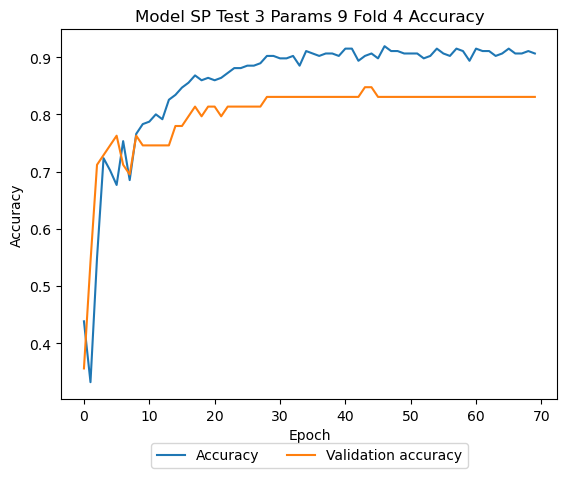 Model SP Test 3 Params 9 Fold 4 Accuracy
0.9
0.8
0.7
0.6
0.5
0.4
Accuracy
0 10 20 30 40 50 60 70
Epoch
Accuracy Validation accuracy